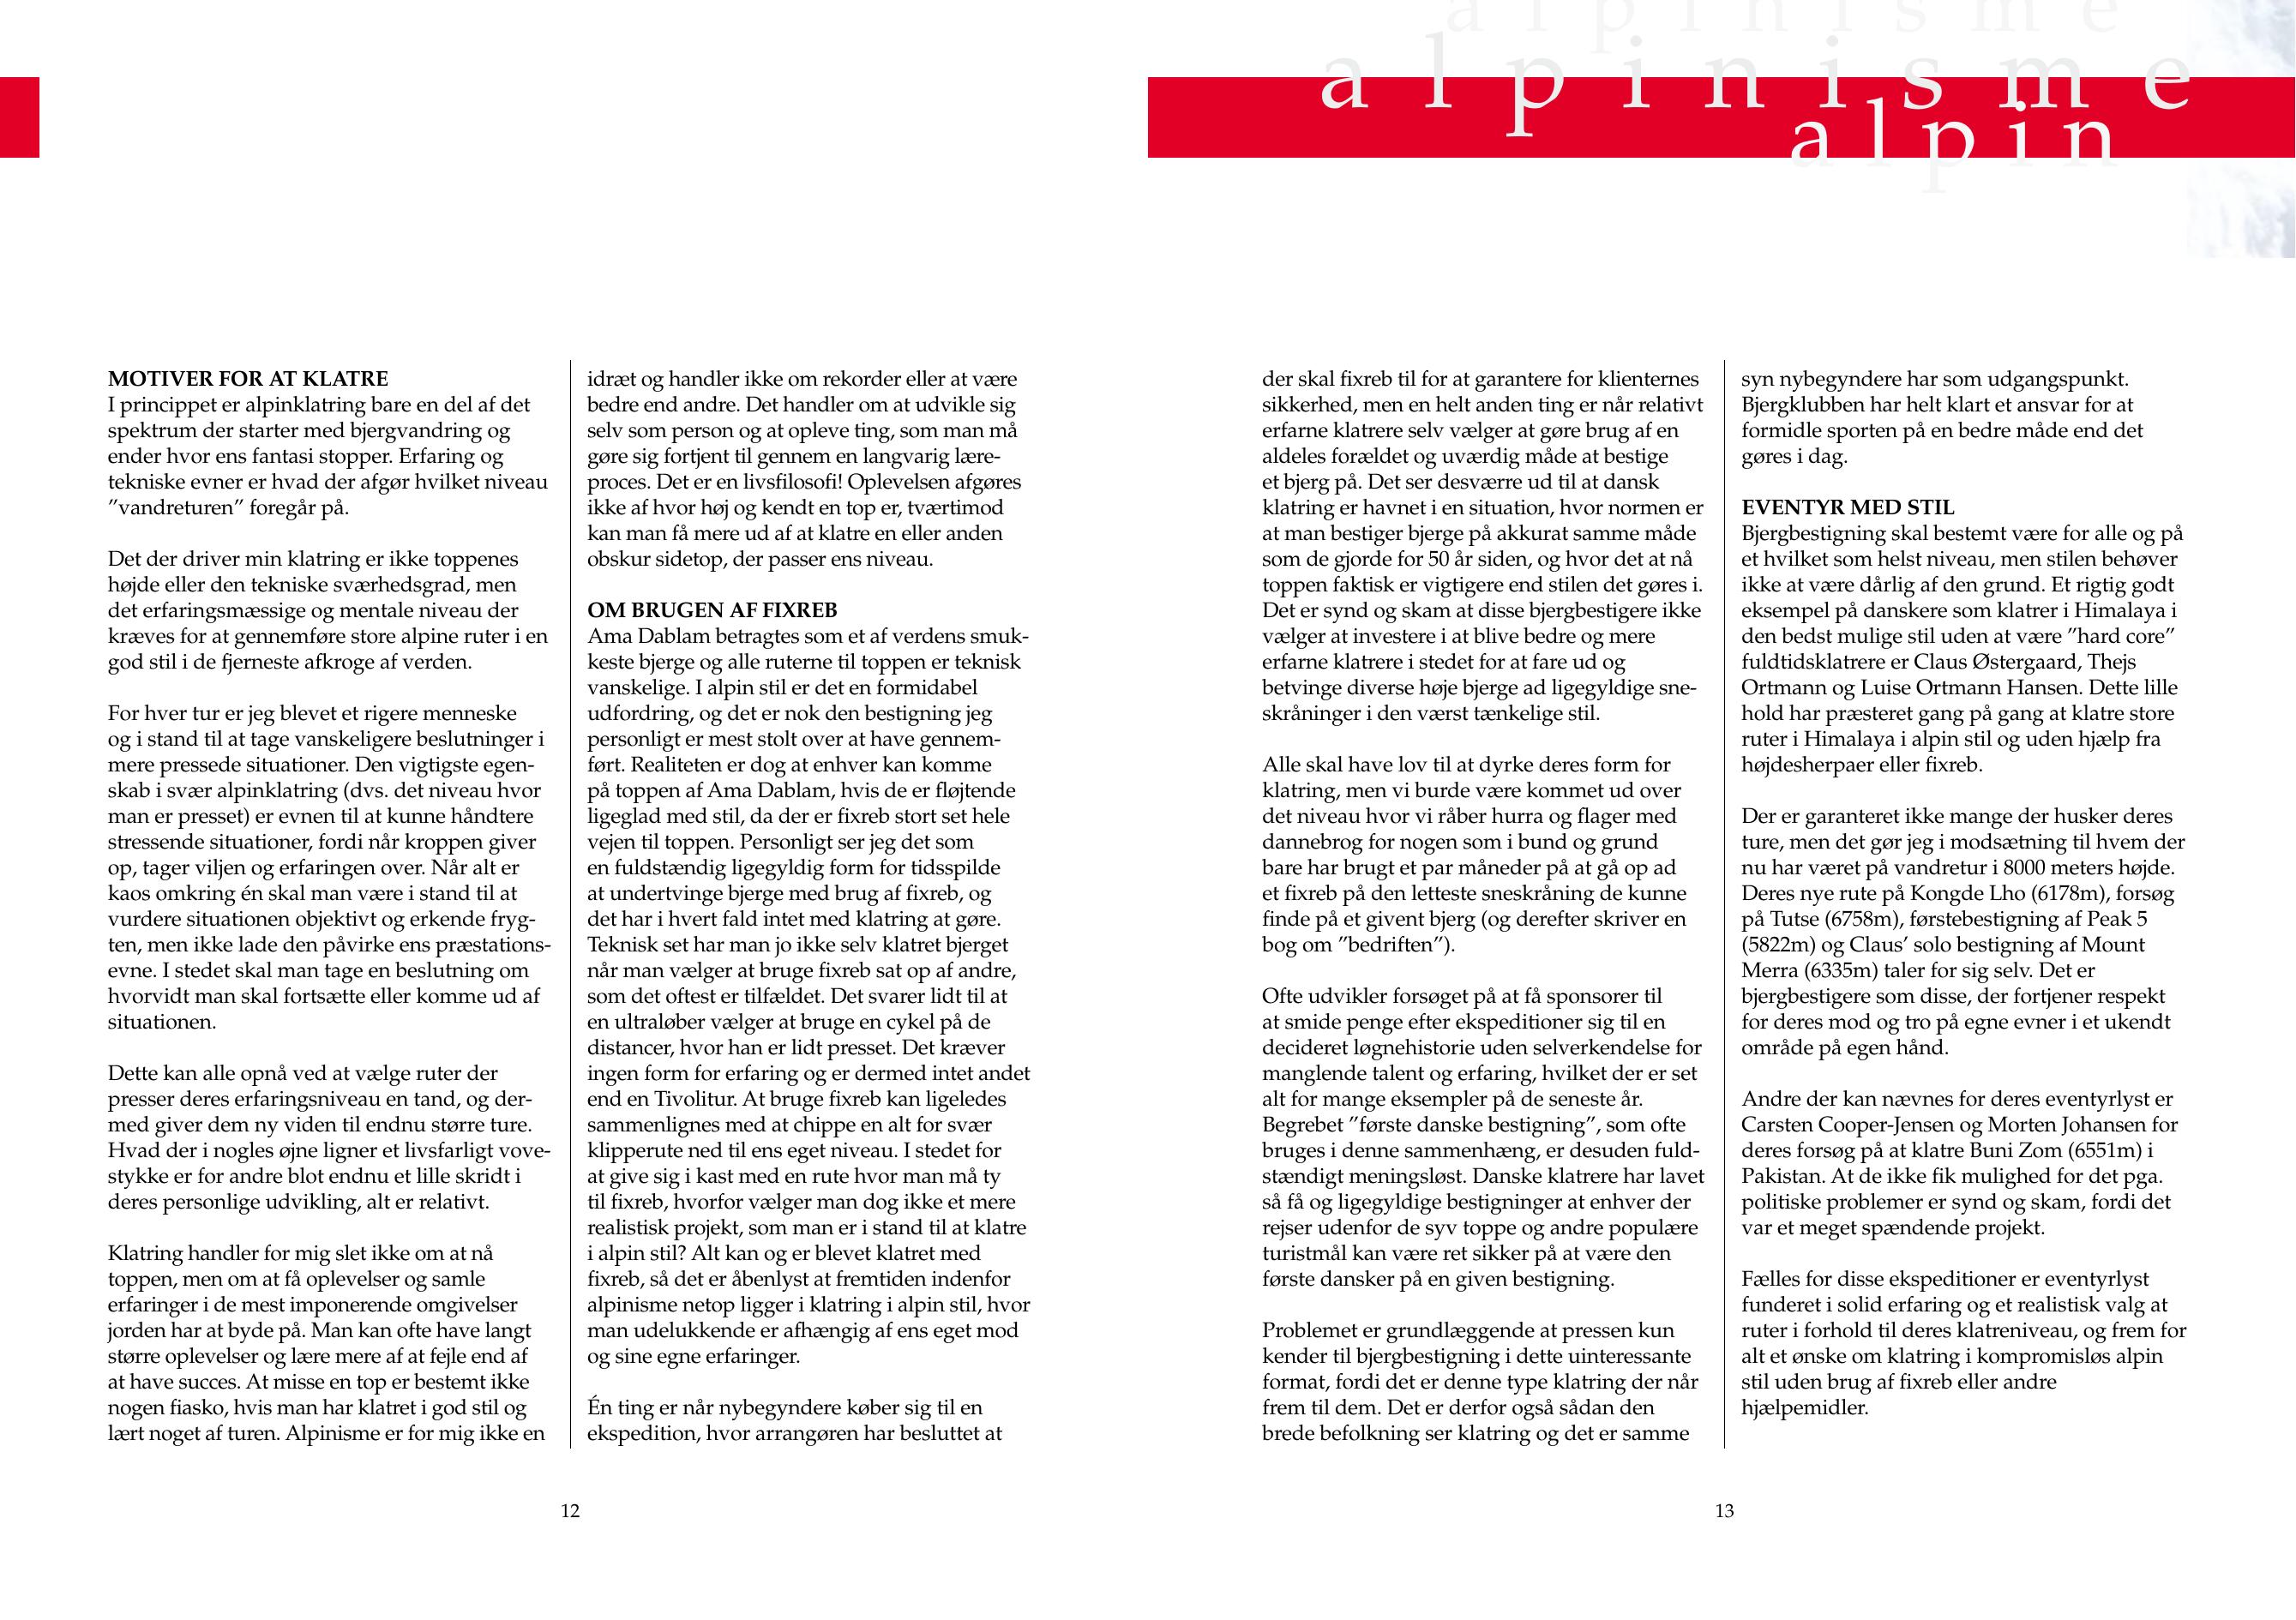 alpinisme
alpinisme
alpin
MOTIVER FOR AT KLATRE
I princippet er alpinklatring bare en del af det
spektrum der starter med bjergvandring og
ender hvor ens fantasi stopper. Erfaring og
tekniske evner er hvad der afgør hvilket niveau
”vandreturen” foregår på.
Det der driver min klatring er ikke toppenes
højde eller den tekniske sværhedsgrad, men
det erfaringsmæssige og mentale niveau der
kræves for at gennemføre store alpine ruter i en
god stil i de fjerneste afkroge af verden.
For hver tur er jeg blevet et rigere menneske
og i stand til at tage vanskeligere beslutninger i
mere pressede situationer. Den vigtigste egen-
skab i svær alpinklatring (dvs. det niveau hvor
man er presset) er evnen til at kunne håndtere
stressende situationer, fordi når kroppen giver
op, tager viljen og erfaringen over. Når alt er
kaos omkring én skal man være i stand til at
vurdere situationen objektivt og erkende fryg-
ten, men ikke lade den påvirke ens præstations-
evne. I stedet skal man tage en beslutning om
hvorvidt man skal fortsætte eller komme ud af
situationen.
Dette kan alle opnå ved at vælge ruter der
presser deres erfaringsniveau en tand, og der-
med giver dem ny viden til endnu større ture.
Hvad der i nogles øjne ligner et livsfarligt vove-
stykke er for andre blot endnu et lille skridt i
deres personlige udvikling, alt er relativt.
Klatring handler for mig slet ikke om at nå
toppen, men om at få oplevelser og samle
erfaringer i de mest imponerende omgivelser
jorden har at byde på. Man kan ofte have langt
større oplevelser og lære mere af at fejle end af
at have succes. At misse en top er bestemt ikke
nogen fiasko, hvis man har klatret i god stil og
lært noget af turen. Alpinisme er for mig ikke en
idræt og handler ikke om rekorder eller at være
bedre end andre. Det handler om at udvikle sig
selv som person og at opleve ting, som man må
gøre sig fortjent til gennem en langvarig lære-
proces. Det er en livsfilosofi! Oplevelsen afgøres
ikke af hvor høj og kendt en top er, tværtimod
kan man få mere ud af at klatre en eller anden
obskur sidetop, der passer ens niveau.
OM BRUGEN AF FIXREB
Ama Dablam betragtes som et af verdens smuk-
keste bjerge og alle ruterne til toppen er teknisk
vanskelige. I alpin stil er det en formidabel
udfordring, og det er nok den bestigning jeg
personligt er mest stolt over at have gennem-
ført. Realiteten er dog at enhver kan komme
på toppen af Ama Dablam, hvis de er fløjtende
ligeglad med stil, da der er fixreb stort set hele
vejen til toppen. Personligt ser jeg det som
en fuldstændig ligegyldig form for tidsspilde
at undertvinge bjerge med brug af fixreb, og
det har i hvert fald intet med klatring at gøre.
Teknisk set har man jo ikke selv klatret bjerget
når man vælger at bruge fixreb sat op af andre,
som det oftest er tilfældet. Det svarer lidt til at
en ultraløber vælger at bruge en cykel på de
distancer, hvor han er lidt presset. Det kræver
ingen form for erfaring og er dermed intet andet
end en Tivolitur. At bruge fixreb kan ligeledes
sammenlignes med at chippe en alt for svær
klipperute ned til ens eget niveau. I stedet for
at give sig i kast med en rute hvor man må ty
til fixreb, hvorfor vælger man dog ikke et mere
realistisk projekt, som man er i stand til at klatre
i alpin stil? Alt kan og er blevet klatret med
fixreb, så det er åbenlyst at fremtiden indenfor
alpinisme netop ligger i klatring i alpin stil, hvor
man udelukkende er afhængig af ens eget mod
og sine egne erfaringer.
Én ting er når nybegyndere køber sig til en
ekspedition, hvor arrangøren har besluttet at
12
der skal fixreb til for at garantere for klienternes
sikkerhed, men en helt anden ting er når relativt
erfarne klatrere selv vælger at gøre brug af en
aldeles forældet og uværdig måde at bestige
et bjerg på. Det ser desværre ud til at dansk
klatring er havnet i en situation, hvor normen er
at man bestiger bjerge på akkurat samme måde
som de gjorde for 50 år siden, og hvor det at nå
toppen faktisk er vigtigere end stilen det gøres i.
Det er synd og skam at disse bjergbestigere ikke
vælger at investere i at blive bedre og mere
erfarne klatrere i stedet for at fare ud og
betvinge diverse høje bjerge ad ligegyldige sne-
skråninger i den værst tænkelige stil.
Alle skal have lov til at dyrke deres form for
klatring, men vi burde være kommet ud over
det niveau hvor vi råber hurra og flager med
dannebrog for nogen som i bund og grund
bare har brugt et par måneder på at gå op ad
et fixreb på den letteste sneskråning de kunne
finde på et givent bjerg (og derefter skriver en
bog om ”bedriften”).
Ofte udvikler forsøget på at få sponsorer til
at smide penge efter ekspeditioner sig til en
decideret løgnehistorie uden selverkendelse for
manglende talent og erfaring, hvilket der er set
alt for mange eksempler på de seneste år.
Begrebet ”første danske bestigning”, som ofte
bruges i denne sammenhæng, er desuden fuld-
stændigt meningsløst. Danske klatrere har lavet
så få og ligegyldige bestigninger at enhver der
rejser udenfor de syv toppe og andre populære
turistmål kan være ret sikker på at være den
første dansker på en given bestigning.
Problemet er grundlæggende at pressen kun
kender til bjergbestigning i dette uinteressante
format, fordi det er denne type klatring der når
frem til dem. Det er derfor også sådan den
brede befolkning ser klatring og det er samme
syn nybegyndere har som udgangspunkt.
Bjergklubben har helt klart et ansvar for at
formidle sporten på en bedre måde end det
gøres i dag.
EVENTYR MED STIL
Bjergbestigning skal bestemt være for alle og på
et hvilket som helst niveau, men stilen behøver
ikke at være dårlig af den grund. Et rigtig godt
eksempel på danskere som klatrer i Himalaya i
den bedst mulige stil uden at være ”hard core”
fuldtidsklatrere er Claus Østergaard, Thejs
Ortmann og Luise Ortmann Hansen. Dette lille
hold har præsteret gang på gang at klatre store
ruter i Himalaya i alpin stil og uden hjælp fra
højdesherpaer eller fixreb.
Der er garanteret ikke mange der husker deres
ture, men det gør jeg i modsætning til hvem der
nu har været på vandretur i 8000 meters højde.
Deres nye rute på Kongde Lho (6178m), forsøg
på Tutse (6758m), førstebestigning af Peak 5
(5822m) og Claus’ solo bestigning af Mount
Merra (6335m) taler for sig selv. Det er
bjergbestigere som disse, der fortjener respekt
for deres mod og tro på egne evner i et ukendt
område på egen hånd.
Andre der kan nævnes for deres eventyrlyst er
Carsten Cooper-Jensen og Morten Johansen for
deres forsøg på at klatre Buni Zom (6551m) i
Pakistan. At de ikke fik mulighed for det pga.
politiske problemer er synd og skam, fordi det
var et meget spændende projekt.
Fælles for disse ekspeditioner er eventyrlyst
funderet i solid erfaring og et realistisk valg at
ruter i forhold til deres klatreniveau, og frem for
alt et ønske om klatring i kompromisløs alpin
stil uden brug af fixreb eller andre
hjælpemidler.
13